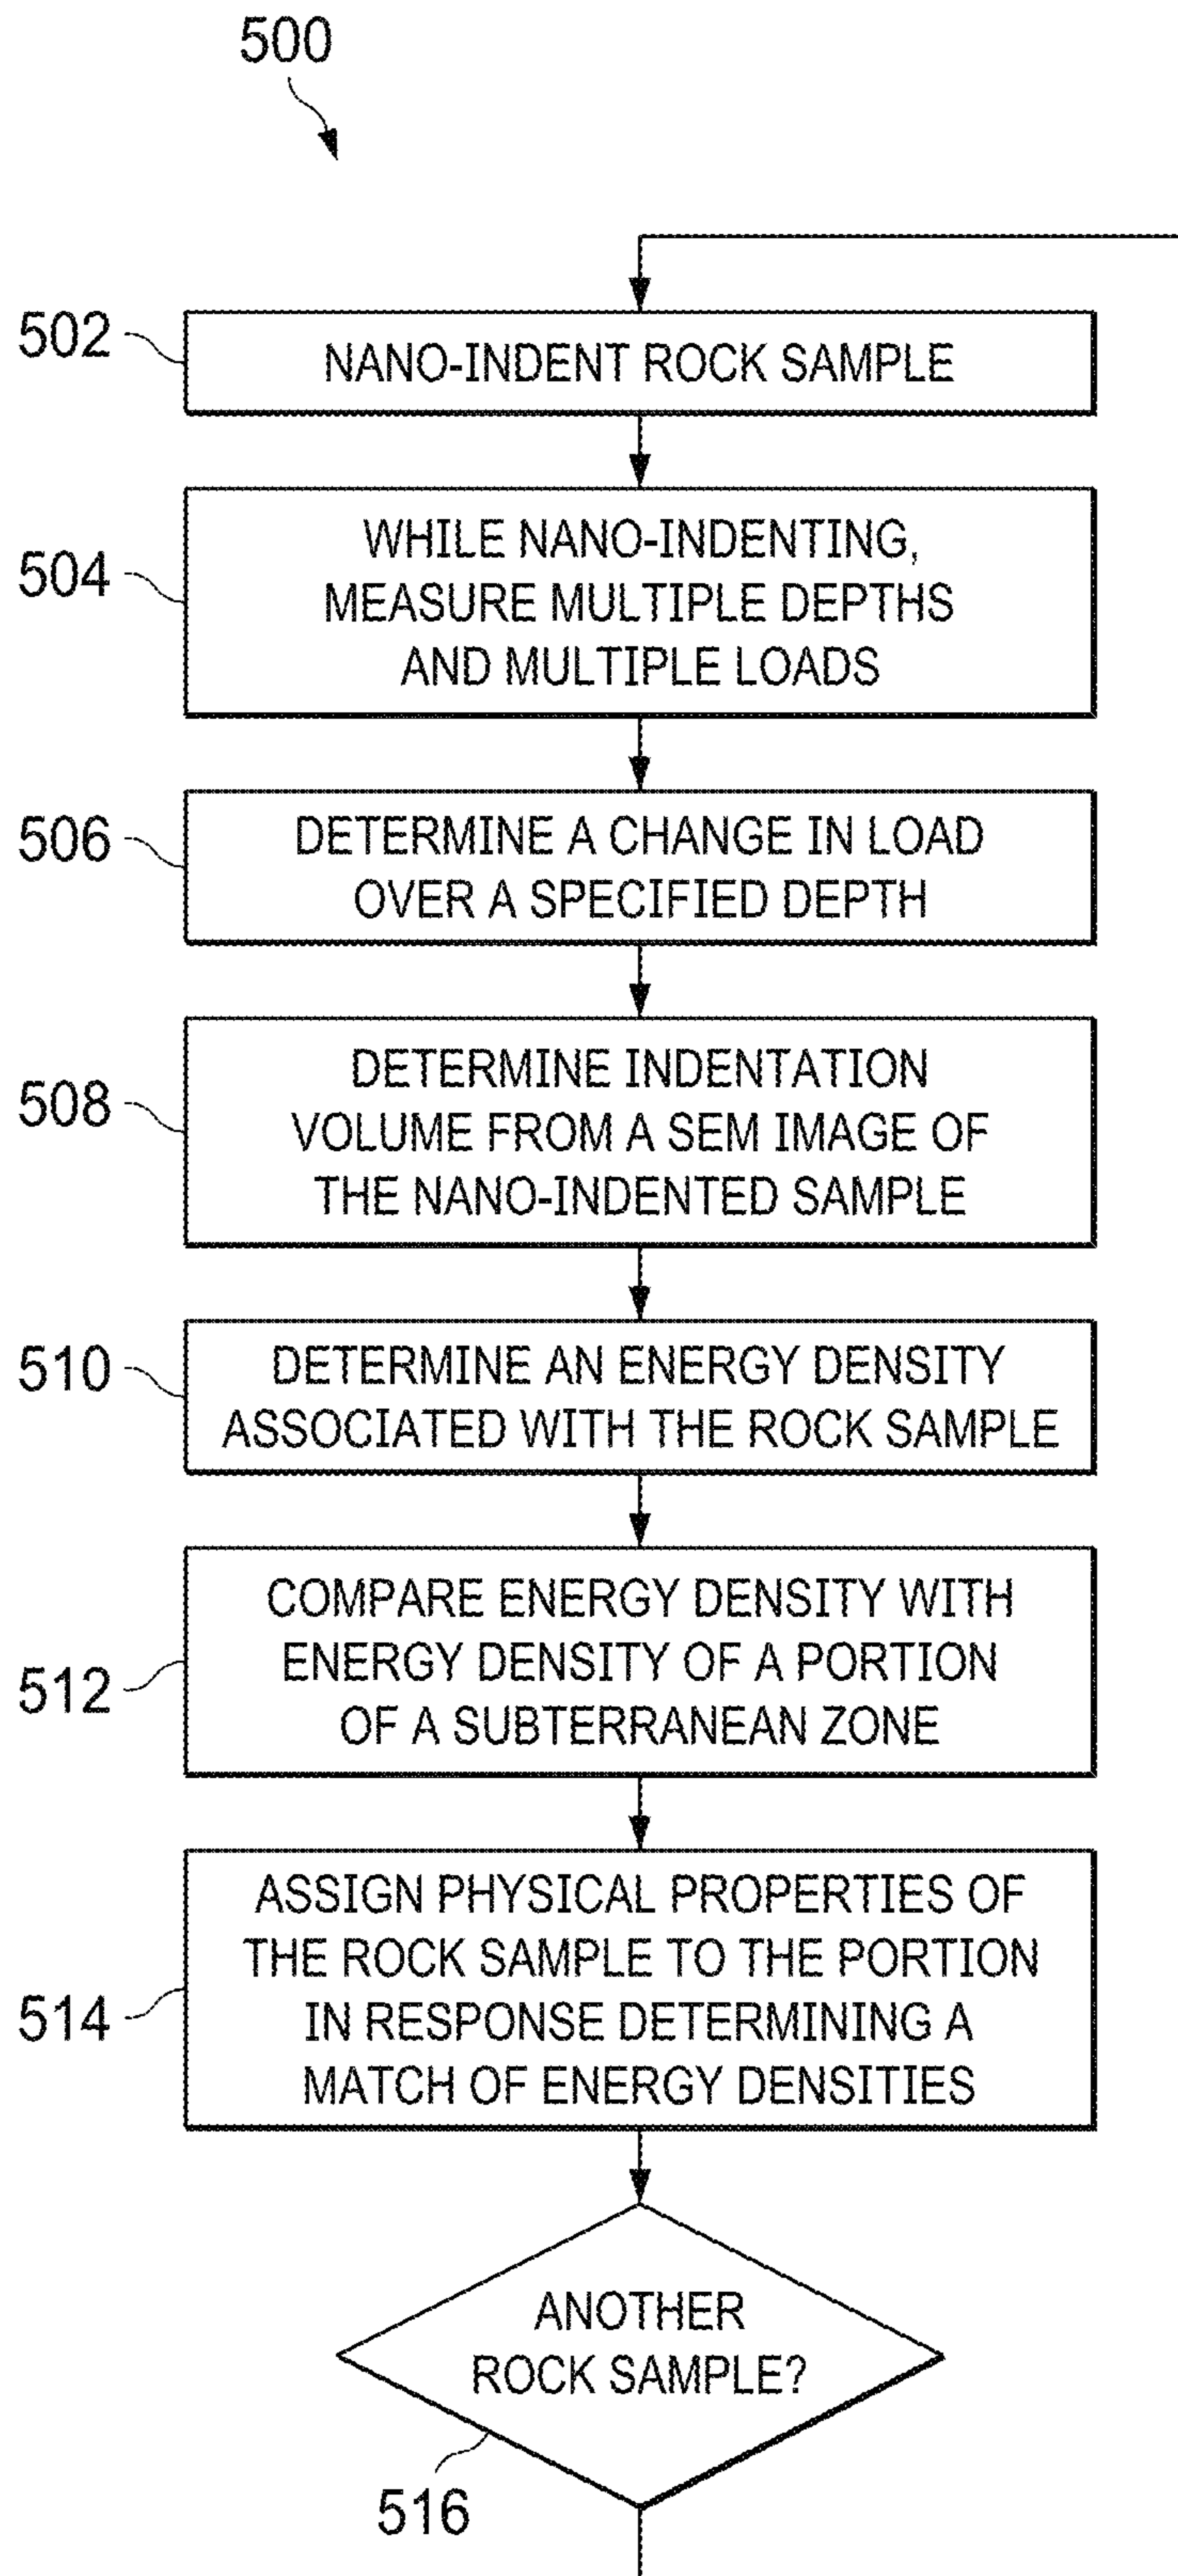 500
502
NANO-INDENT ROCK SAMPLE
504
WHILE NANO-INDENTING,
MEASURE MULTIPLE DEPTHS
AND MULTIPLE LOADS
506
DETERMINE A CHANGE IN LOAD
OVER A SPECIFIED DEPTH
508
DETERMINE INDENTATION
VOLUME FROM A SEM IMAGE OF
THE NANO-INDENTED SAMPLE
510
DETERMINE AN ENERGY DENSITY
ASSOCIATED WITH THE ROCK SAMPLE
512
COMPARE ENERGY DENSITY WITH
ENERGY DENSITY OF A PORTION
OF A SUBTERRANEAN ZONE
514
ASSIGN PHYSICAL PROPERTIES OF
THE ROCK SAMPLE TO THE PORTION
IN RESPONSE DETERMINING A
MATCH OF ENERGY DENSITIES
ANOTHER
ROCK SAMPLE?
516